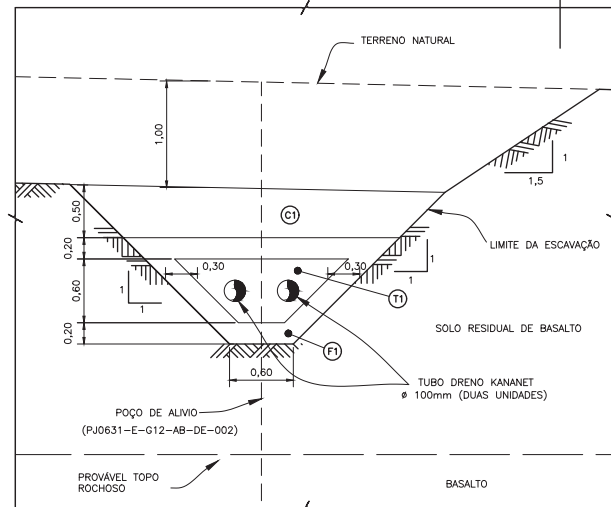 TERRENO NATURAL
1,00
1
1,5
0,50
C1
0,20
LIMITE DA ESCAVAÇÃO
0,30
0,30
1
1
1
1
0,60
T1
SOLO RESIDUAL DE BASALTO
0,20
F1
0,60
TUBO DRENO KANANET
ø 100mm (DUAS UNIDADES)
POÇO DE ALIVIO
(PJ0631-E-G12-AB-DE-002)
PROVÁVEL TOPO
ROCHOSO
BASALTO